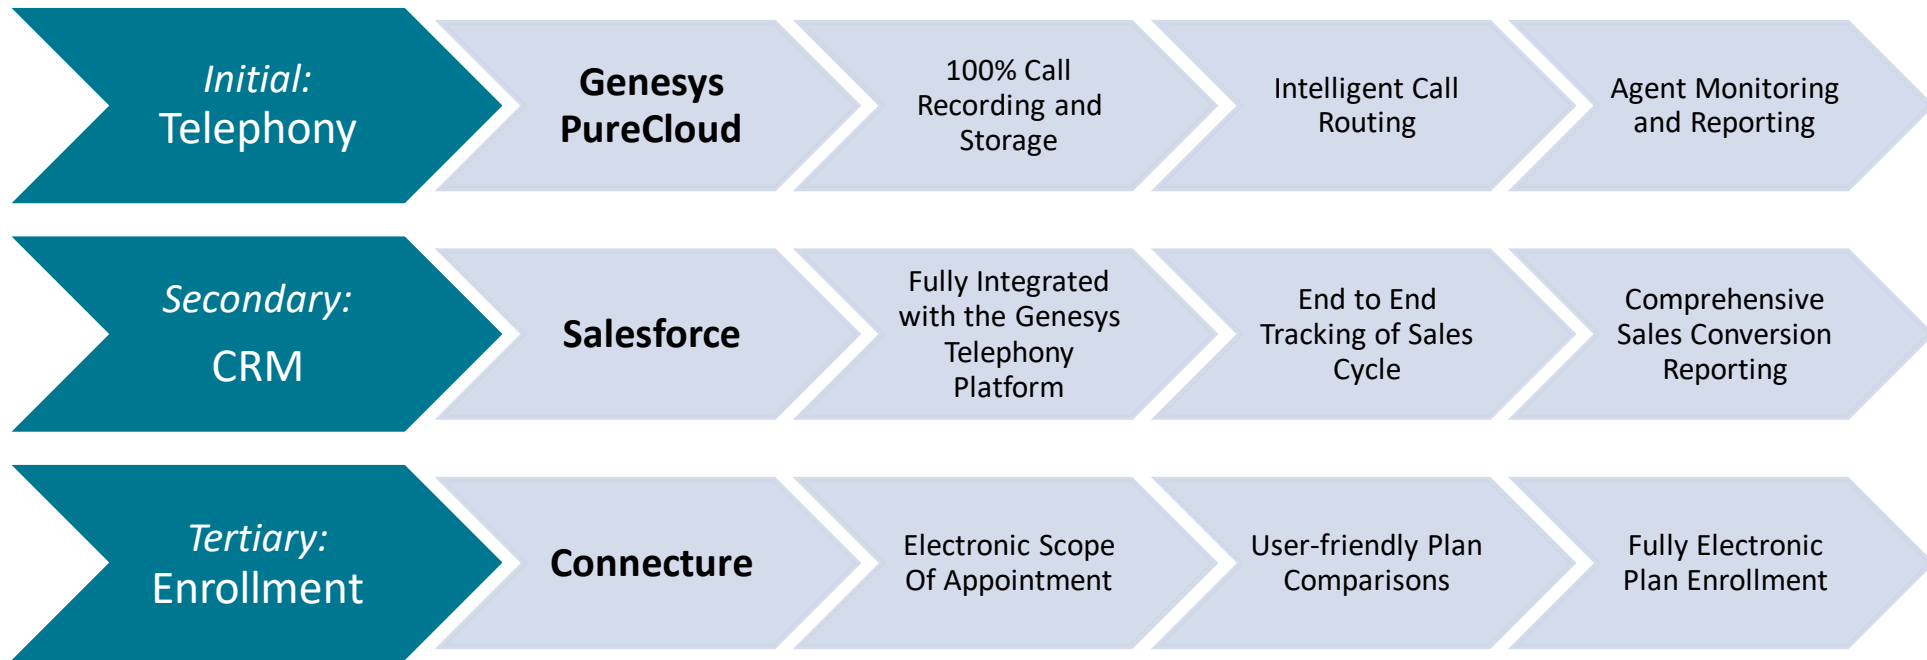 Initial:
Telephony
Genesys
PureCloud
100% Call
Recording and
Storage
Intelligent Call
Routing
Agent Monitoring
and Reporting
Secondary:
CRM
Salesforce
Fully Integrated
with the Genesys
Telephony
Platform
End to End
Tracking of Sales
Cycle
Comprehensive
Sales Conversion
Reporting
Tertiary:
Enrollment
Connecture
Electronic Scope
Of Appointment
User-friendly Plan
Comparisons
Fully Electronic
Plan Enrollment